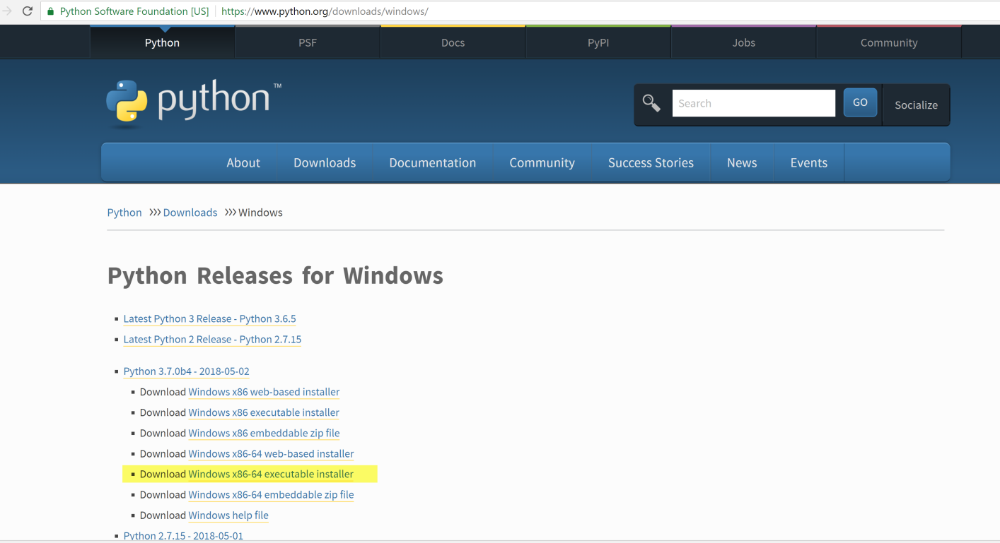 Python Software Foundation [US] https://www.python.org/downloads/windows/
Python PSF Docs PyPI Jobs Community
python™
Search GO Socialize
About Downloads Documentation Community Success Stories News Events
Python >>> Downloads >>> Windows
Python Releases for Windows
Latest Python 3 Release - Python 3.6.5
Latest Python 2 Release - Python 2.7.15
Python 3.7.0b4 - 2018-05-02
Download Windows x86 web-based installer
Download Windows x86 executable installer
Download Windows x86 embeddable zip file
Download Windows x86-64 web-based installer
Download Windows x86-64 executable installer
Download Windows x86-64 embeddable zip file
Download Windows help file
Python 2.7.15 - 2018-05-01